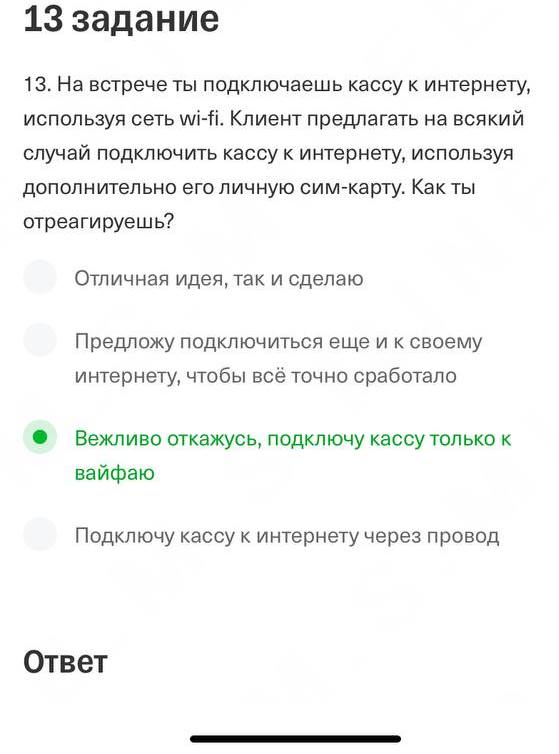 13 задание
13. На встрече ты подключаешь кассу к интернету,
используя сеть wi-fi. Клиент предлагать на всякий
случай подключить кассу к интернету, используя
дополнительно его личную сим-карту. Как ты
отреагируешь?
Отличная идея, так и сделаю
Предложу подключиться еще и к своему
интернету, чтобы всё точно сработало
Вежливо откажусь, подключу кассу только к
вайфаю
Подключу кассу к интернету через провод
Ответ